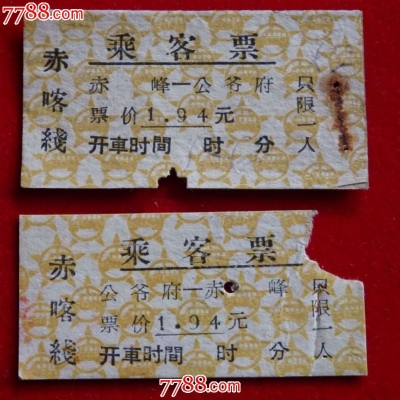 7788.com
乘客票
赤喀綫
赤 峰一公爷府
票价1.94元
开車时間 时 分
只限一人
乘客票
赤喀綫
公爷府一赤 峰
票价1.94元
开車时間 时 分
只限一人
7788.com